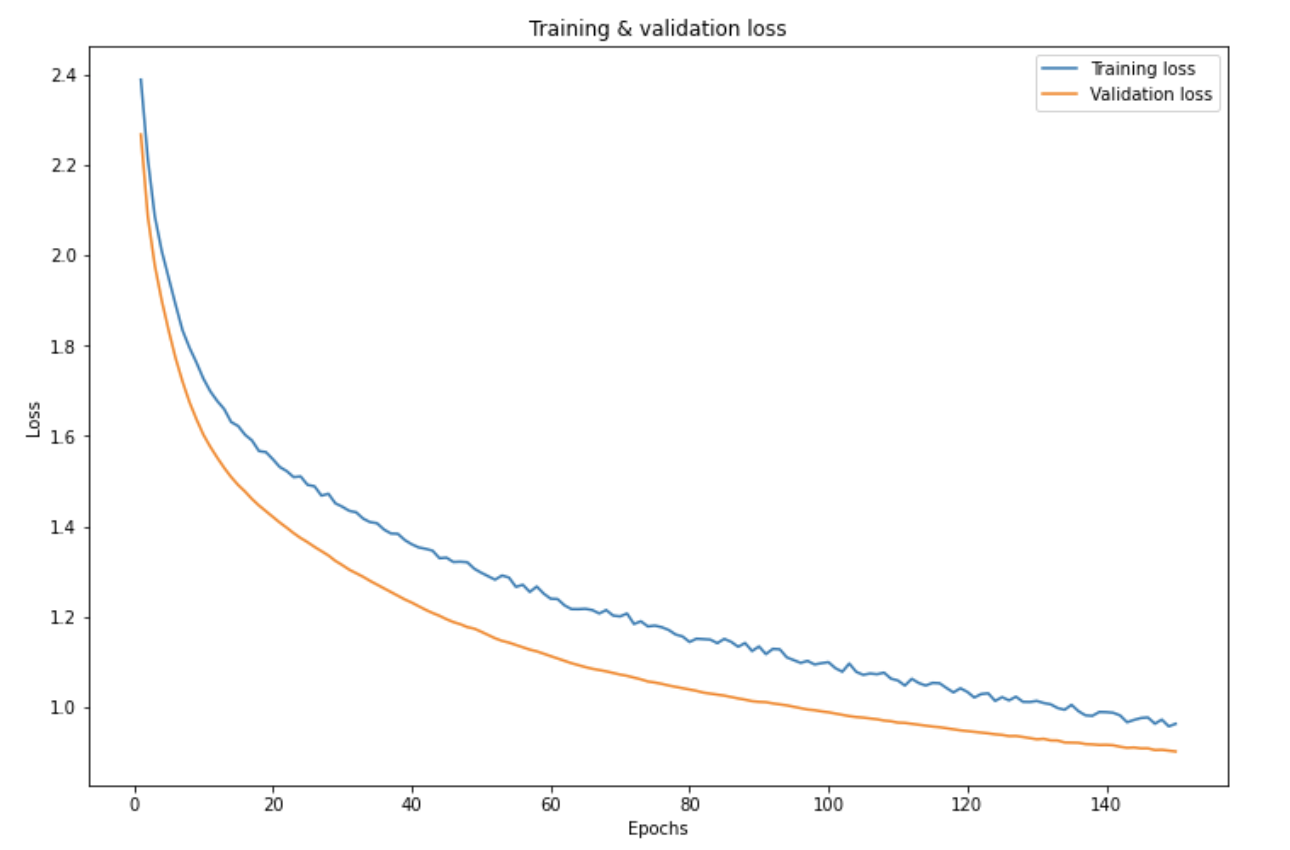 Training & validation loss
Training loss
Validation loss
2.4
2.2
2.0
1.8
1.6
1.4
1.2
1.0
Loss
0 20 40 60 80 100 120 140
Epochs